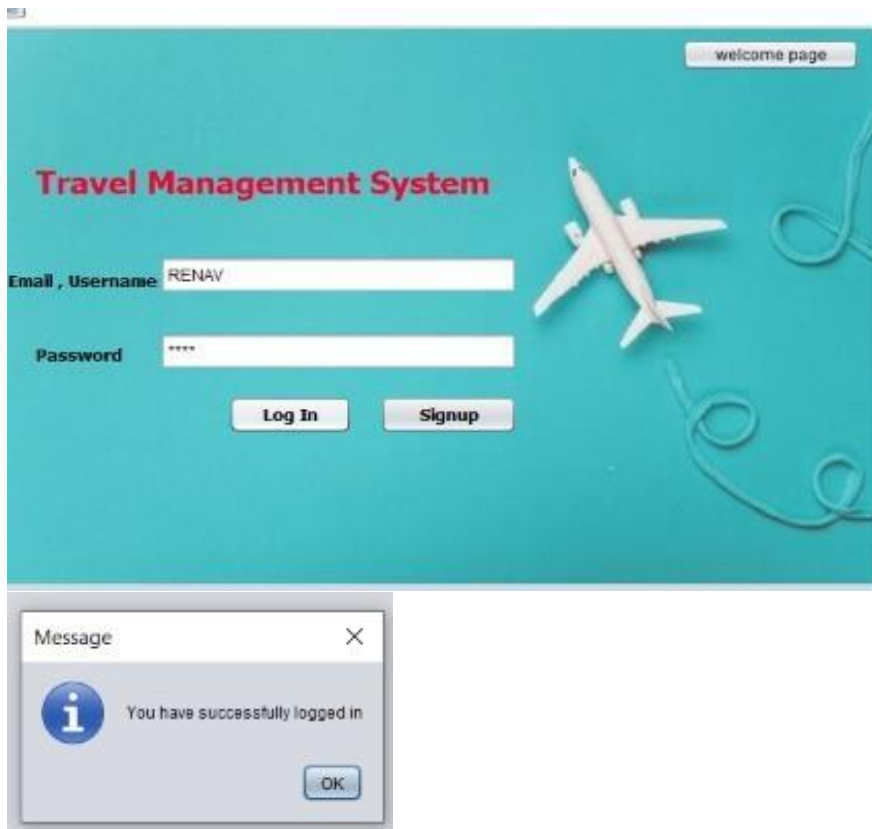 welcome page
Travel Management System
Email , Username RENAV
Password ****
Log In Signup
Message
You have successfully logged in
OK